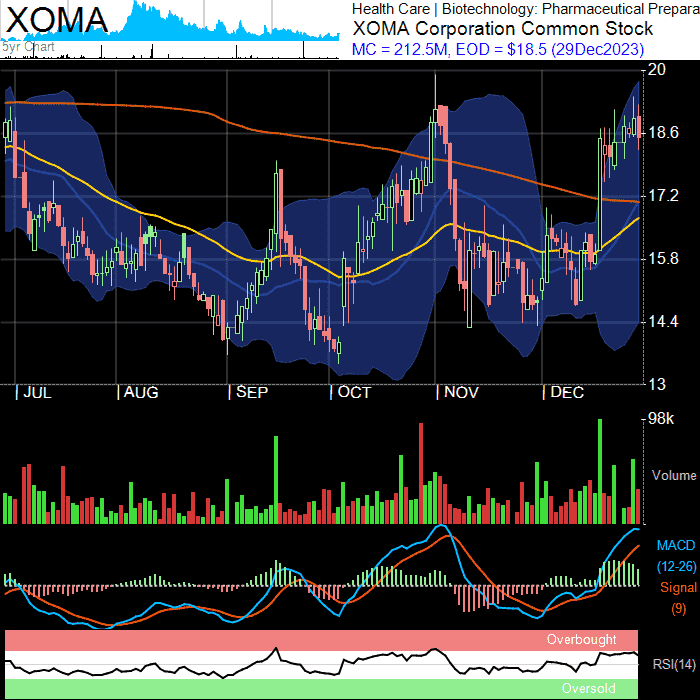 XOMA
5yr Chart
Health Care | Biotechnology: Pharmaceutical Prepara
XOMA Corporation Common Stock
MC = 212.5M, EOD = $18.5 (29Dec2023)
20
18.6
17.2
15.8
14.4
13
| JUL | AUG | SEP | OCT | NOV | DEC
98k
Volume
MACD
(12-26)
Signal
(9)
Overbought
RSI(14)
Oversold